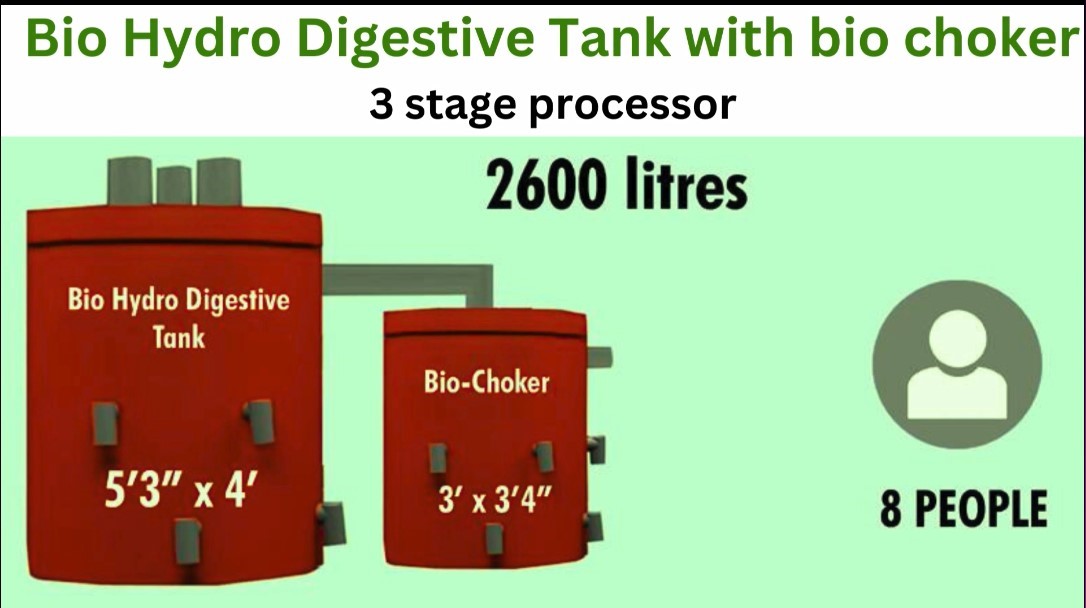 Bio Hydro Digestive Tank with bio choker
3 stage processor
2600 litres
Bio Hydro Digestive
Tank
5'3" x 4'
Bio-Choker
3' x 3'4"
8 PEOPLE